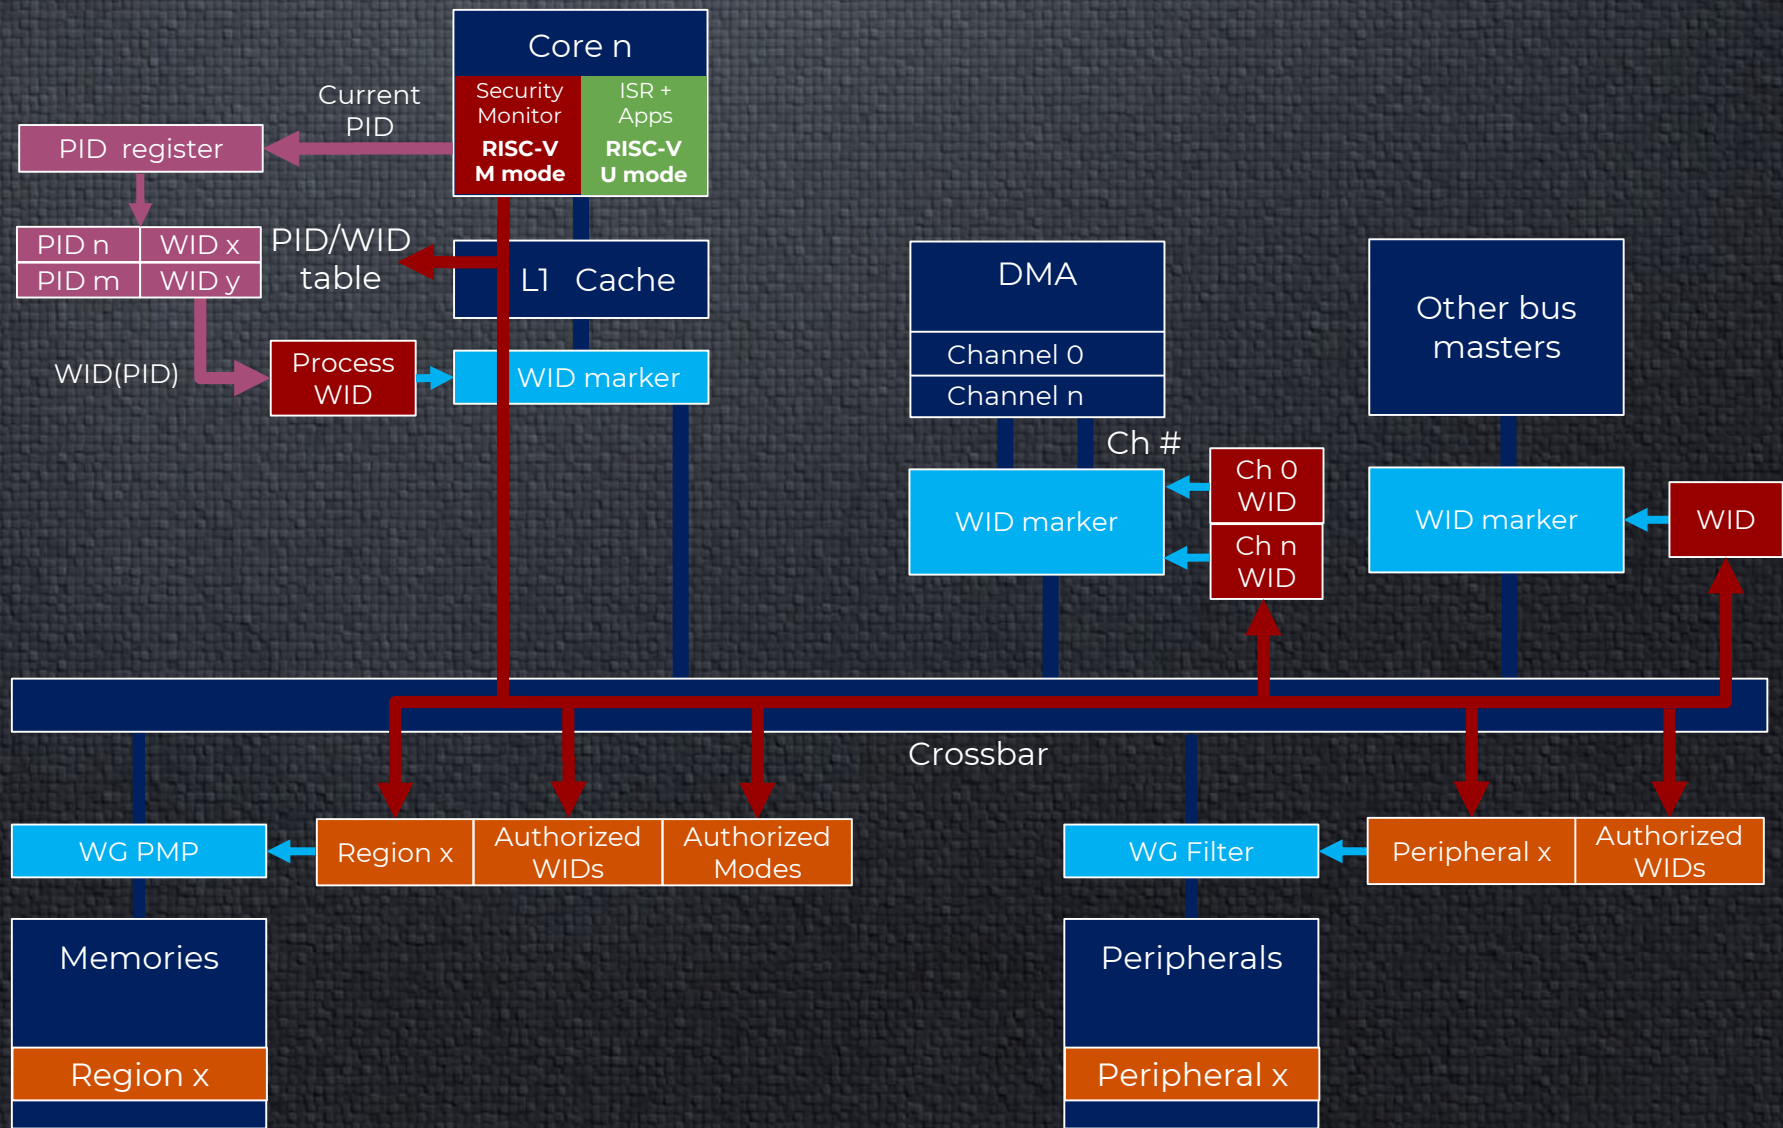 Core n
Security
Monitor
RISC-V
M mode
ISR +
Apps
RISC-V
U mode
Current
PID
PID register
PID n
WID x
PID m
WID y
PID/WID
table
L1 Cache
WID(PID)
Process
WID
WID marker
DMA
Channel 0
Channel n
Ch #
WID marker
Ch 0
WID
Ch n
WID
Other bus
masters
WID marker
WID
Crossbar
WG PMP
Region x
Authorized
WIDs
Authorized
Modes
WG Filter
Peripheral x
Authorized
WIDs
Memories
Region x
Peripherals
Peripheral x